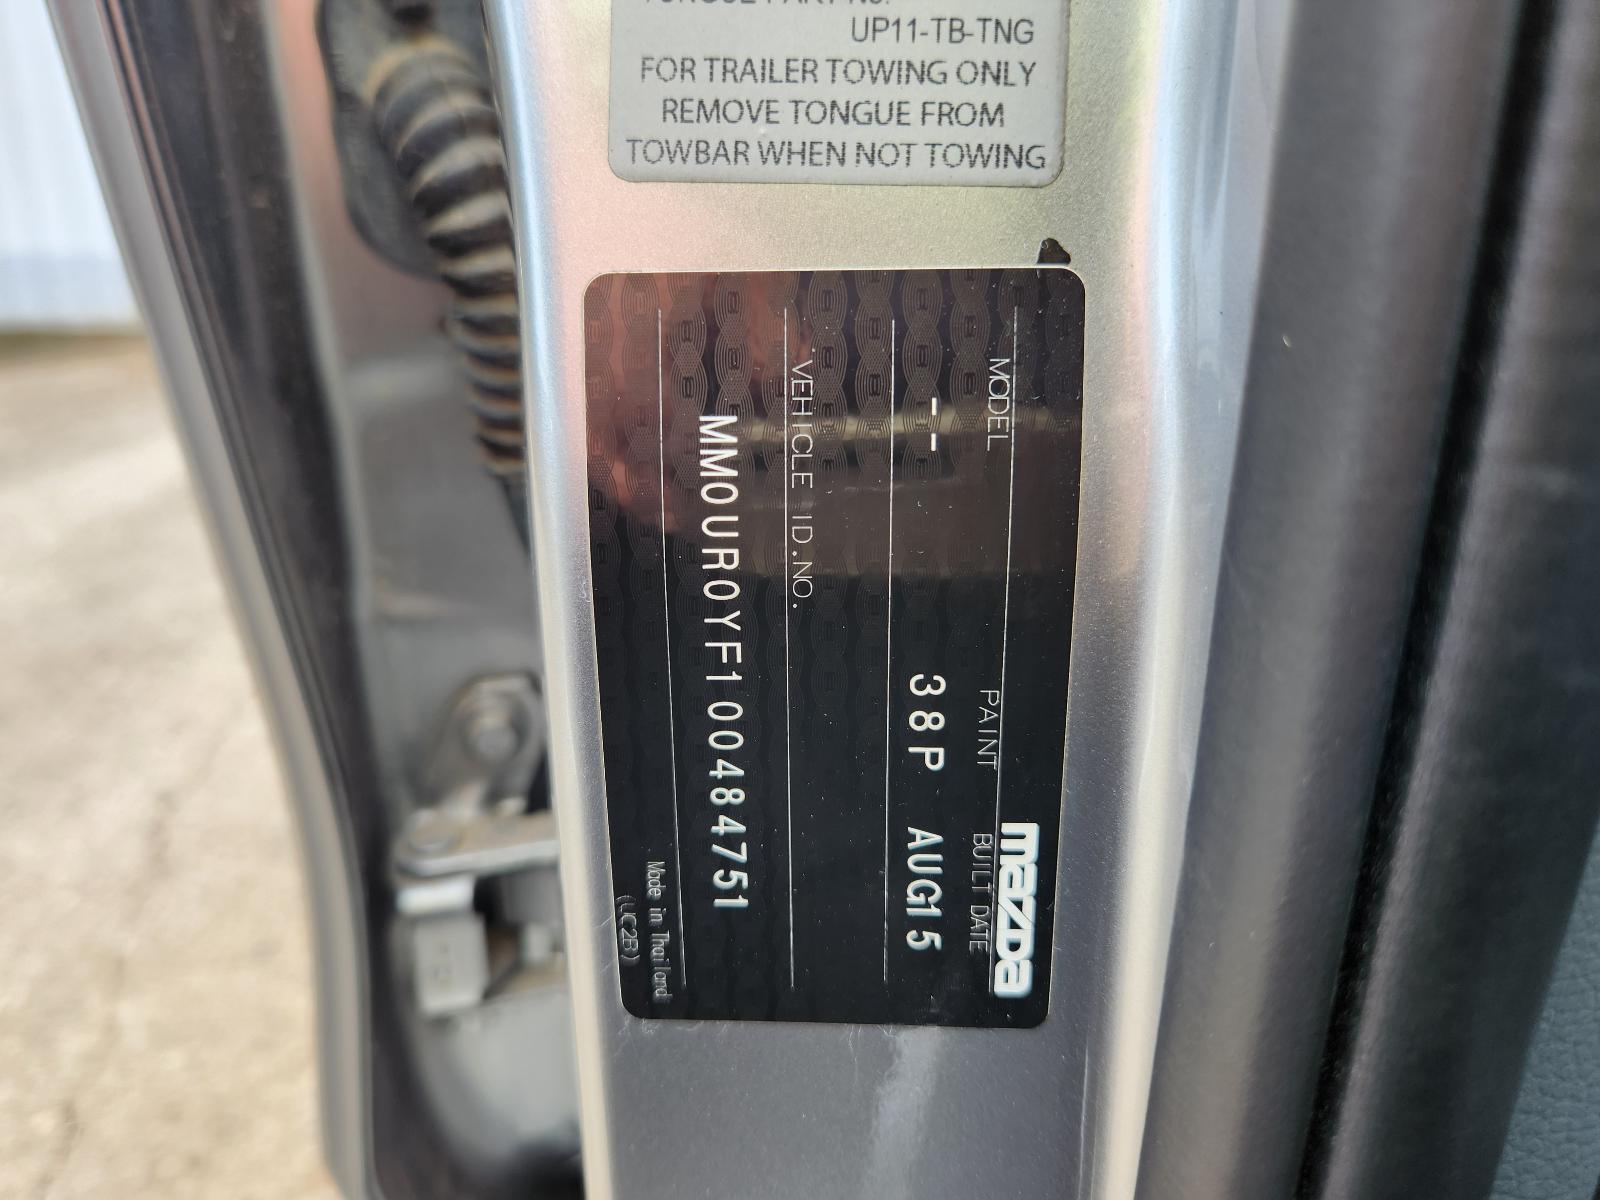 UP11-TB-TNG
FOR TRAILER TOWING ONLY
REMOVE TONGUE FROM
TOWBAR WHEN NOT TOWING
mazda
MODEL PAINT BUILT DATE
-- 38P AUG15
VEHICLE ID.NO.
MM0UR0YF100484751
Made in Thailand
(UC2B)